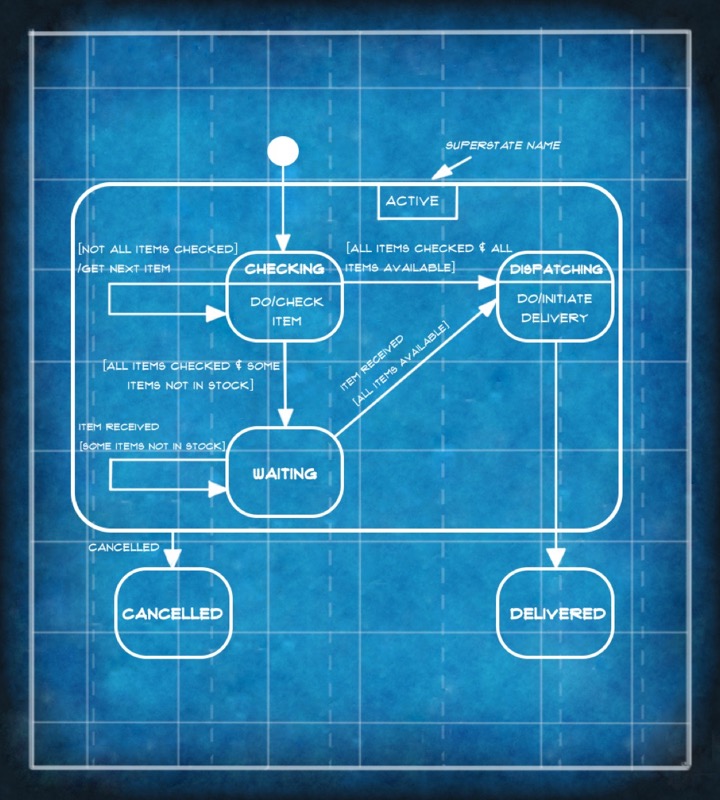 SUPERSTATE NAME
ACTIVE
[NOT ALL ITEMS CHECKED]
/GET NEXT ITEM
CHECKING
DO/CHECK
ITEM
[ALL ITEMS CHECKED & ALL
ITEMS AVAILABLE]
DISPATCHING
DO/INITIATE
DELIVERY
[ALL ITEMS CHECKED & SOME
ITEMS NOT IN STOCK]
ITEM RECEIVED
[ALL ITEMS AVAILABLE]
ITEM RECEIVED
[SOME ITEMS NOT IN STOCK]
WAITING
CANCELLED
CANCELLED
DELIVERED